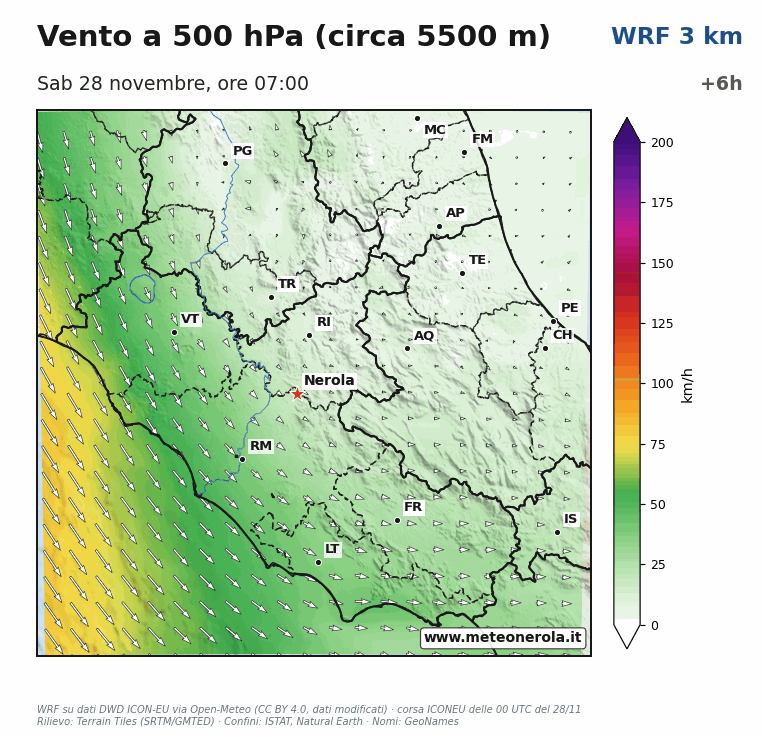 Vento a 500 hPa (circa 5500 m)
WRF 3 km
Sab 28 novembre, ore 07:00
+6h
MC
FM
PG
AP
TE
TR
PE
VT
RI
AQ
CH
Nerola
RM
FR
IS
LT
www.meteonerola.it
200
175
150
125
100
75
50
25
0
km/h
WRF su dati DWD ICON-EU via Open-Meteo (CC BY 4.0, dati modificati) · corsa ICONEU delle 00 UTC del 28/11
Rilievo: Terrain Tiles (SRTM/GMTED) · Confini: ISTAT, Natural Earth · Nomi: GeoNames